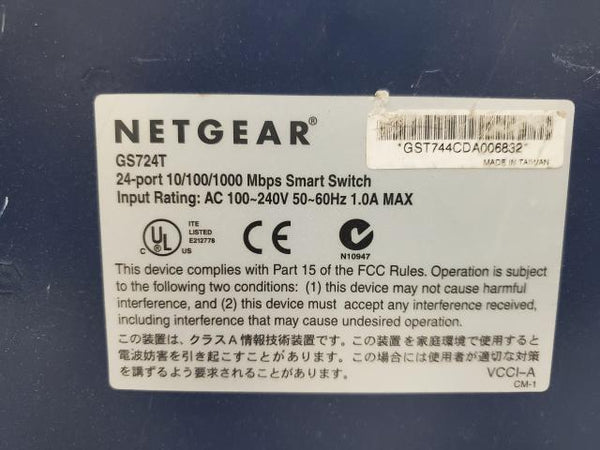 NETGEAR®
*GST744CDA006832*
MADE IN TAIWAN
GS724T
24-port 10/100/1000 Mbps Smart Switch
Input Rating: AC 100~240V 50~60Hz 1.0A MAX
C UL US
ITE
LISTED
E212778
CE
N10947
This device complies with Part 15 of the FCC Rules. Operation is subject
to the following two conditions: (1) this device may not cause harmful
interference, and (2) this device must accept any interference received,
including interference that may cause undesired operation.
この装置は、クラスA情報技術装置です。この装置を家庭環境で使用すると
電波妨害を引き起こすことがあります。この場合には使用者が適切な対策
を講ずるよう要求されることがあります。
VCCI-A
CM-1